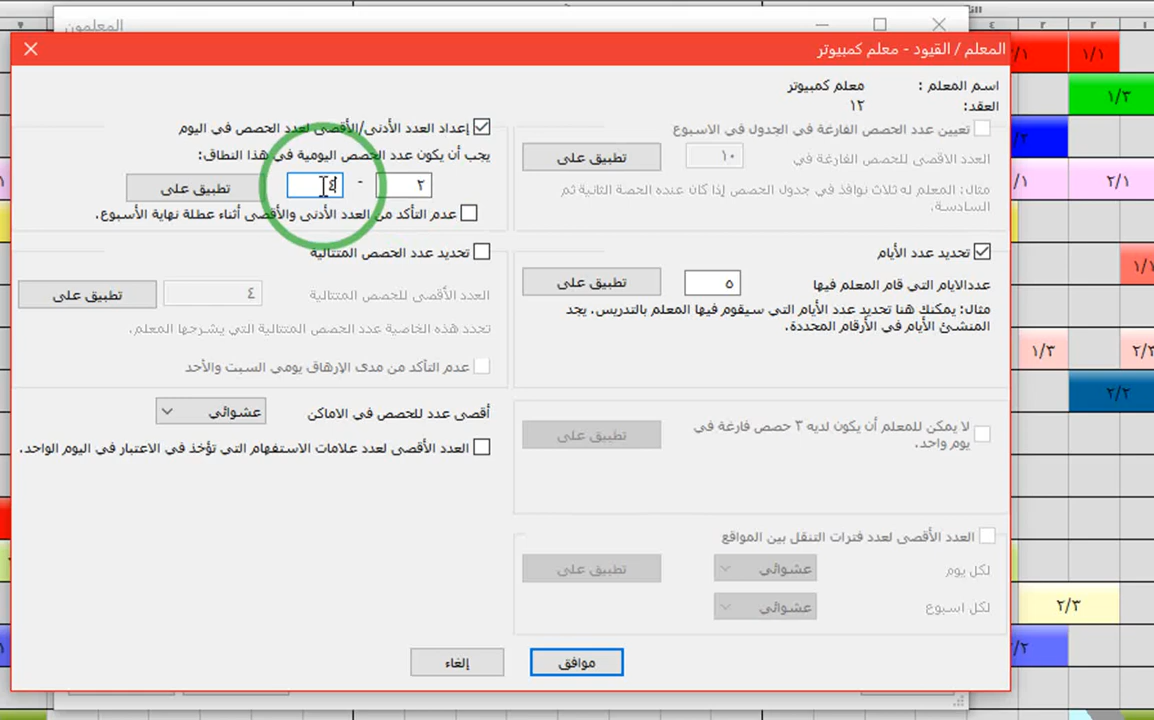 المعلمون
المعلم / القيود - معلم كمبيوتر
اسم المعلم : معلم كمبيوتر
العقد: ١٢
تعيين عدد الحصص الفارغة في الجدول في الاسبوع
العدد الاقصى للحصص الفارغة في ١٠ تطبيق على
مثال: المعلم له ثلاث نوافذ في جدول الحصص إذا كان عنده الحصة الثانية ثم
السادسة.
تحديد عدد الأيام
عددالايام التي قام المعلم فيها ٥ تطبيق على
مثال: يمكنك هنا تحديد عدد الأيام التي سيقوم فيها المعلم بالتدريس. يجد
المنشئ الأيام في الأرقام المحددة.
لا يمكن للمعلم أن يكون لديه ٣ حصص فارغة في
يوم واحد.
تطبيق على
العدد الأقصى لعدد فترات التنقل بين المواقع
لكل يوم عشوائي تطبيق على
لكل اسبوع عشوائي
إعداد العدد الأدنى/الأقصى لعدد الحصص في اليوم
يجب أن يكون عدد الحصص اليومية في هذا النطاق:
٢ - ٤ تطبيق على
عدم التأكد من العدد الأدنى والأقصى أثناء عطلة نهاية الأسبوع.
تحديد عدد الحصص المتتالية
العدد الأقصى للحصص المتتالية ٤ تطبيق على
تحدد هذه الخاصية عدد الحصص المتتالية التي يشرحها المعلم.
عدم التأكد من مدى الإرهاق يومي السبت والأحد
أقصى عدد للحصص في الاماكن عشوائي
العدد الأقصى لعدد علامات الاستفهام التي تؤخذ في الاعتبار في اليوم الواحد.
موافق
إلغاء
١/١
١/٣
٢/١
١/٣
٢/٢
٢/٣